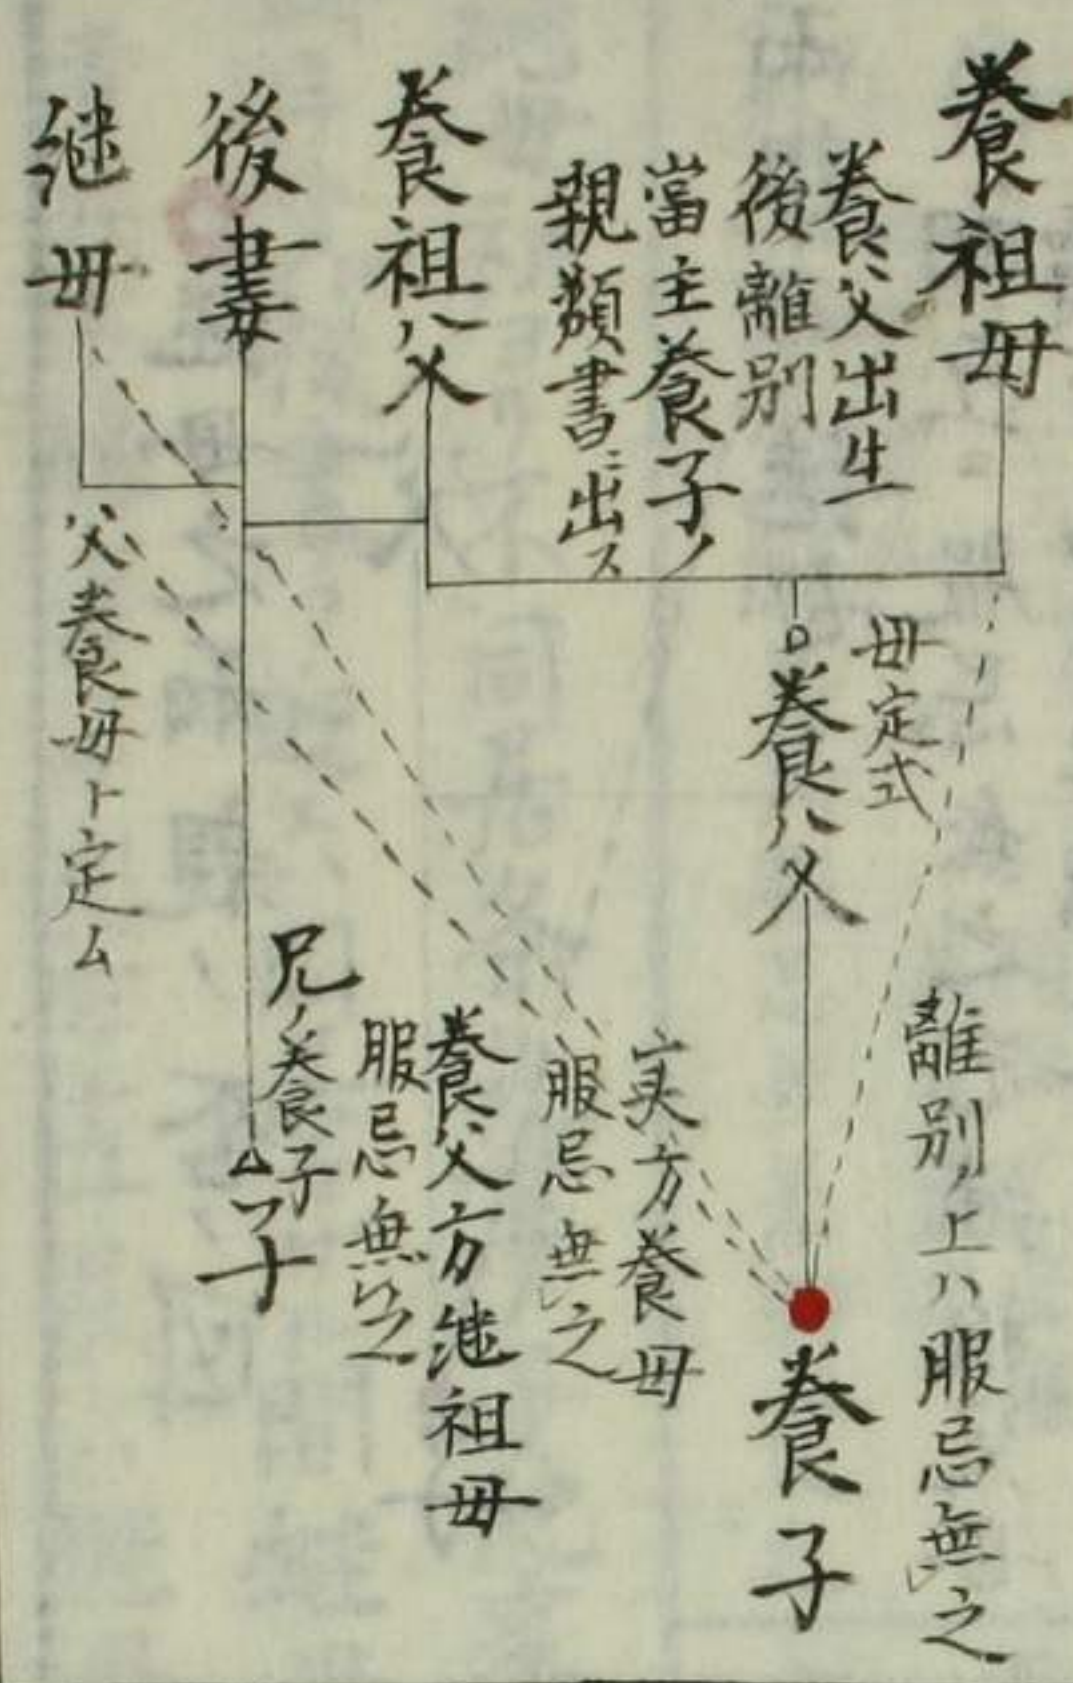 養祖母
養父出生
後離別
當主養子ノ
親類書ニ出ス
養祖父
後妻
継母
母定式
養父
父養母ト定ム
離別ノ上ハ服忌無之
養子
実方養母
服忌無之
養父方継祖母
服忌無之
兄ノ養子
子